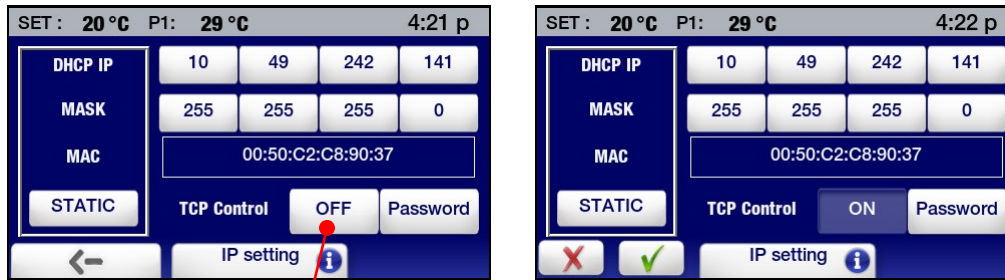 SET : 20 °C P1: 29 °C 4:21 p
DHCP IP 10 49 242 141
MASK 255 255 255 0
MAC 00:50:C2:C8:90:37
STATIC TCP Control OFF Password
IP setting i
SET : 20 °C P1: 29 °C 4:22 p
DHCP IP 10 49 242 141
MASK 255 255 255 0
MAC 00:50:C2:C8:90:37
STATIC TCP Control ON Password
IP setting i